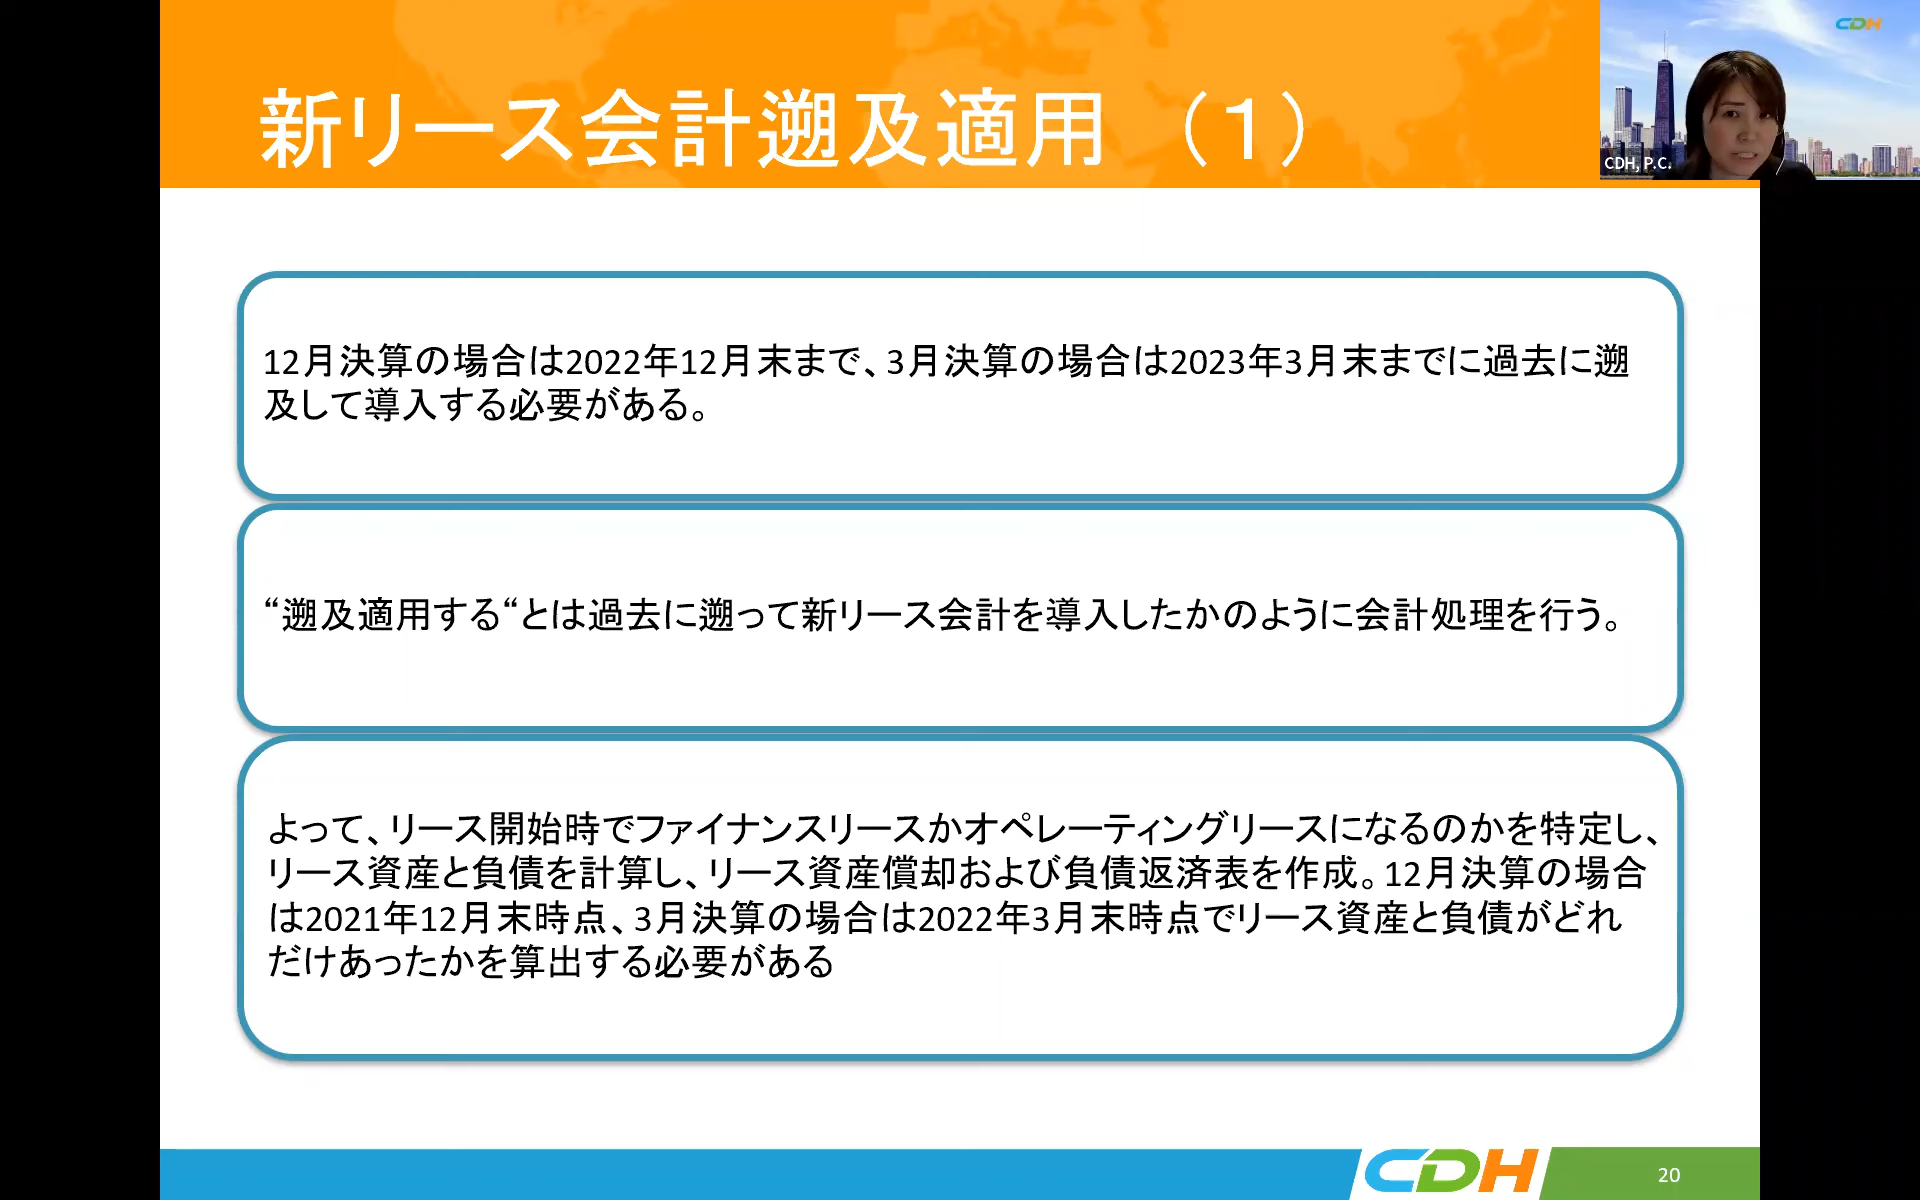 新リース会計遡及適用 （1）
CDH
CDH, P.C.
12月決算の場合は2022年12月末まで、3月決算の場合は2023年3月末までに過去に遡
及して導入する必要がある。
“遡及適用する“とは過去に遡って新リース会計を導入したかのように会計処理を行う。
よって、リース開始時でファイナンスリースかオペレーティングリースになるのかを特定し、
リース資産と負債を計算し、リース資産償却および負債返済表を作成。12月決算の場合
は2021年12月末時点、3月決算の場合は2022年3月末時点でリース資産と負債がどれ
だけあったかを算出する必要がある
CDH
20